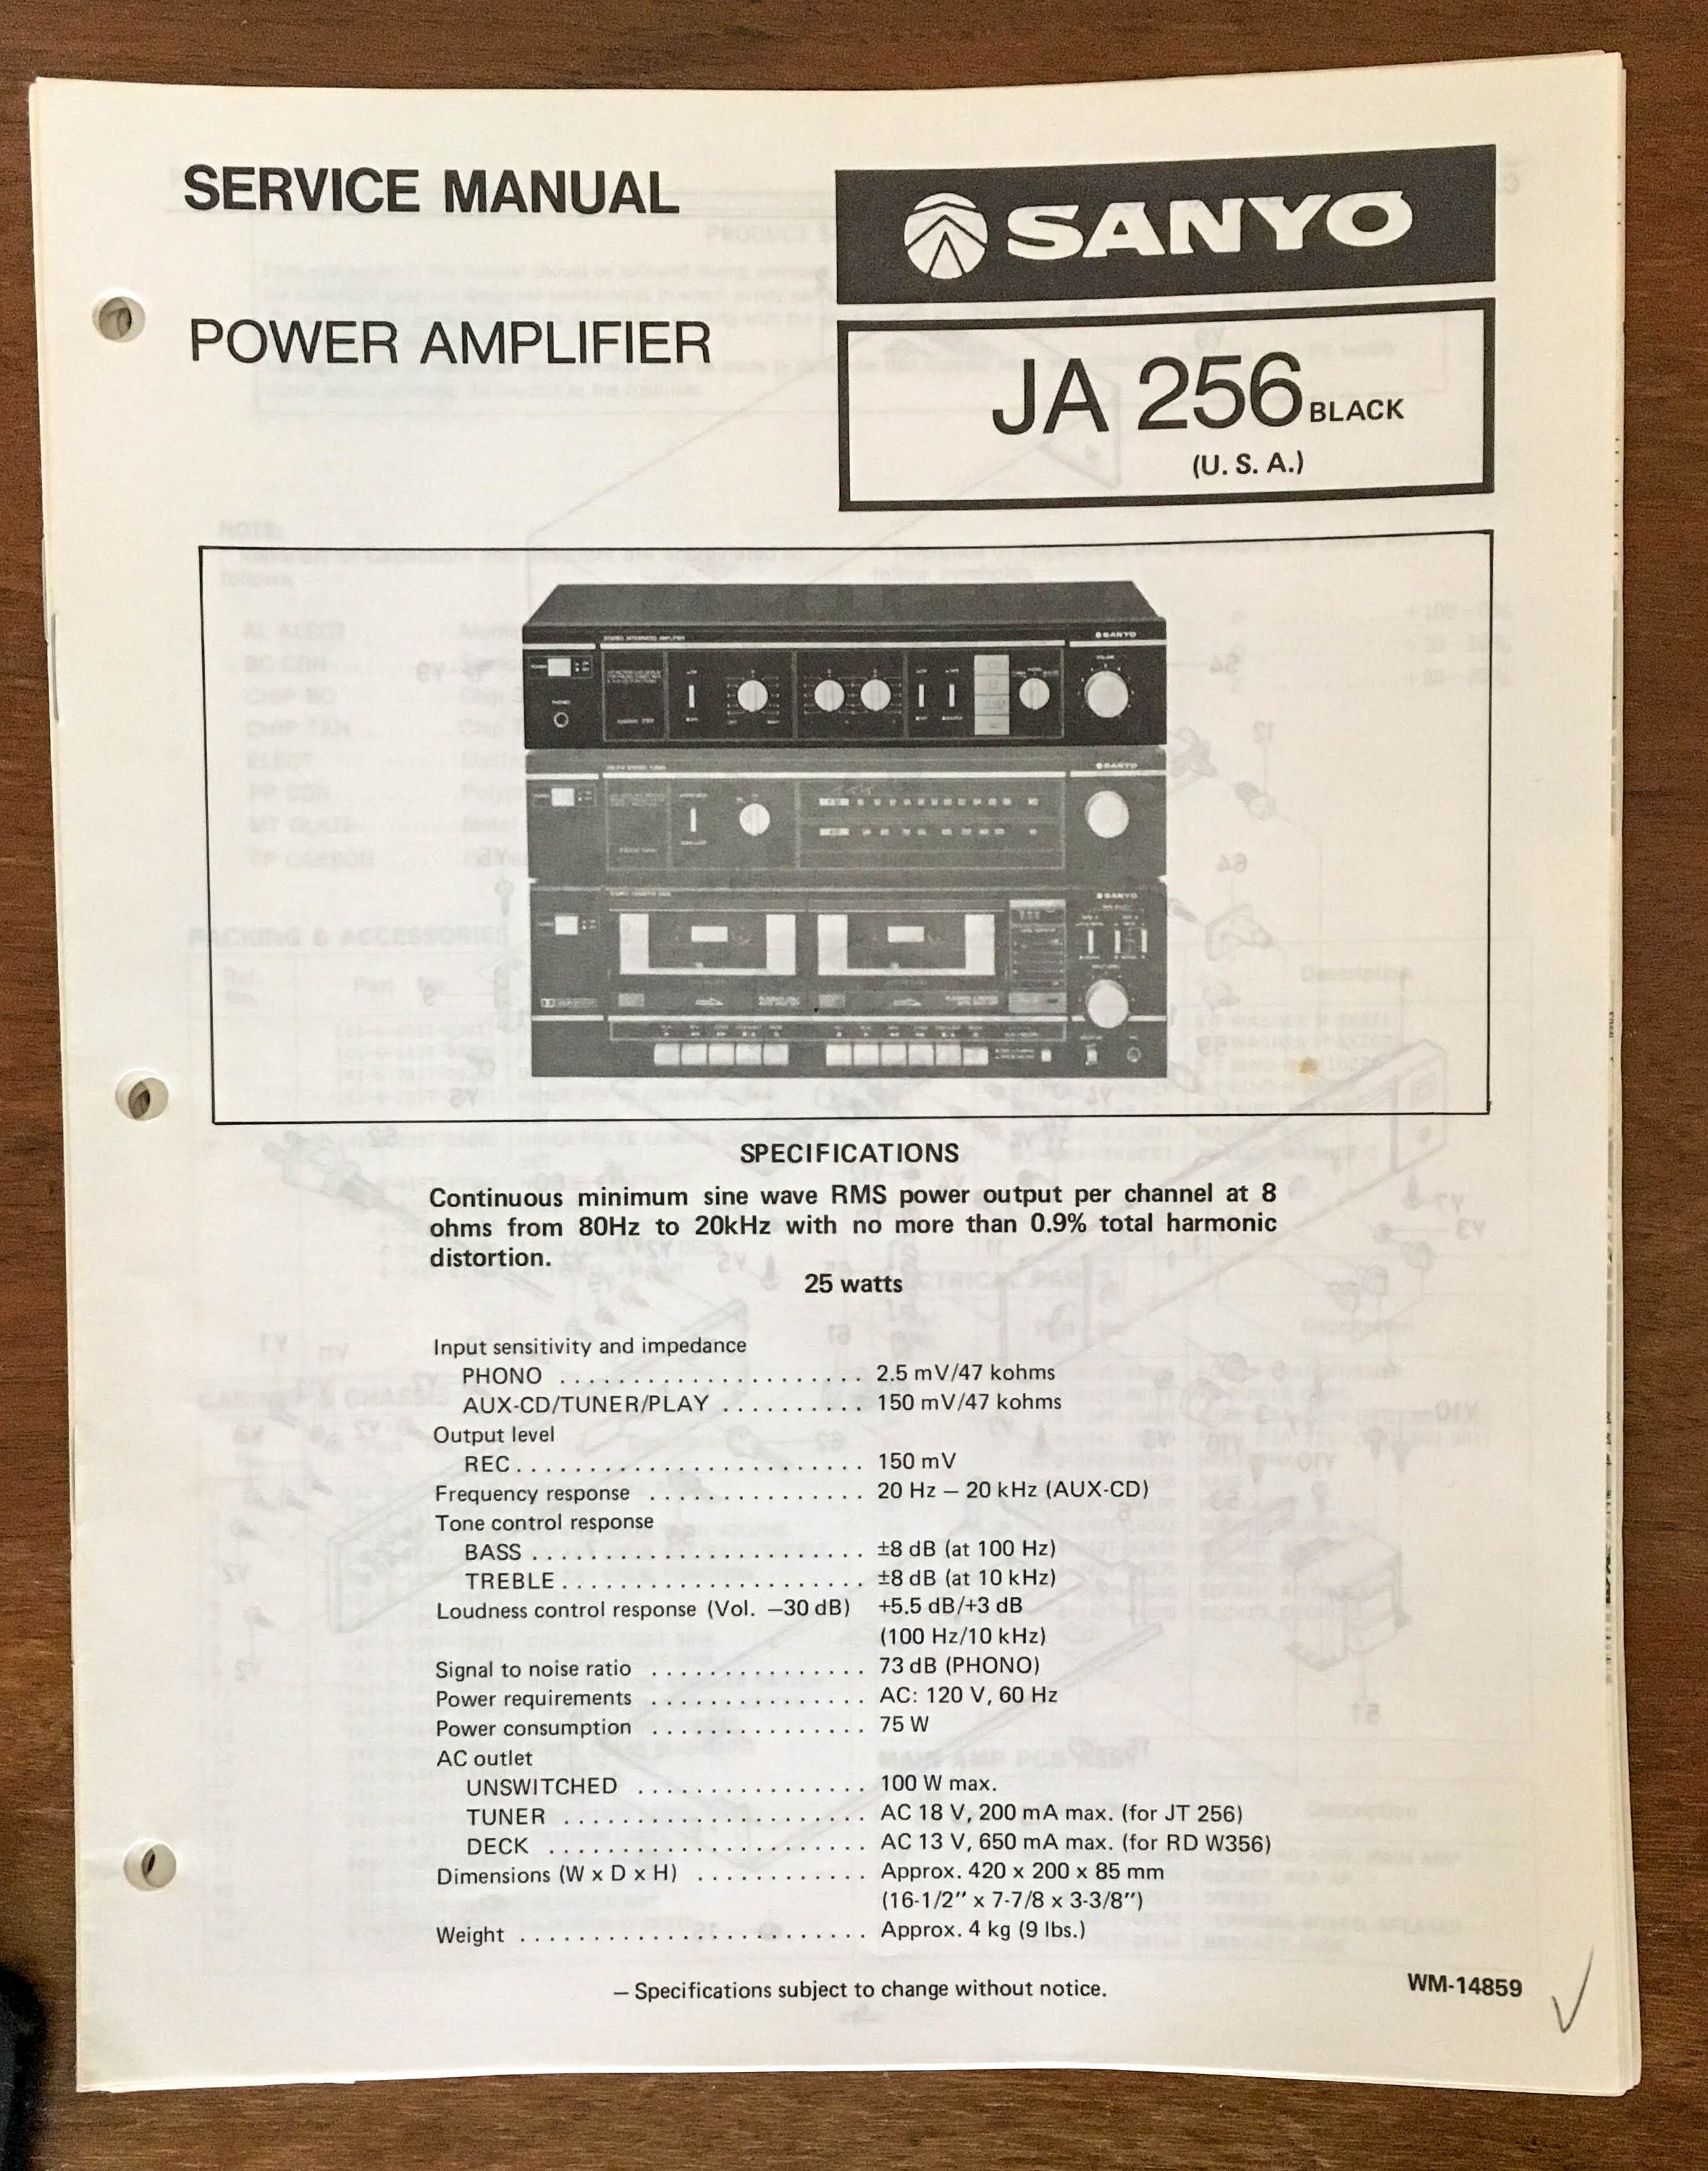 SERVICE MANUAL
SANYO
POWER AMPLIFIER
JA 256 BLACK
(U. S. A.)
STEREO INTEGRATED AMPLIFIER
SANYO
SANYO
SANYO
SPECIFICATIONS
Continuous minimum sine wave RMS power output per channel at 8
ohms from 80Hz to 20kHz with no more than 0.9% total harmonic
distortion.
25 watts
Input sensitivity and impedance
PHONO ..................... 2.5 mV/47 kohms
AUX-CD/TUNER/PLAY .......... 150 mV/47 kohms
Output level
REC........................ 150 mV
Frequency response ............... 20 Hz – 20 kHz (AUX-CD)
Tone control response
BASS ....................... ±8 dB (at 100 Hz)
TREBLE..................... ±8 dB (at 10 kHz)
Loudness control response (Vol. –30 dB) +5.5 dB/+3 dB
(100 Hz/10 kHz)
Signal to noise ratio ............... 73 dB (PHONO)
Power requirements ............... AC: 120 V, 60 Hz
Power consumption ............... 75 W
AC outlet
UNSWITCHED ................ 100 W max.
TUNER ..................... AC 18 V, 200 mA max. (for JT 256)
DECK ...................... AC 13 V, 650 mA max. (for RD W356)
Dimensions (W x D x H) ............ Approx. 420 x 200 x 85 mm
(16-1/2" x 7-7/8 x 3-3/8")
Weight ........................ Approx. 4 kg (9 lbs.)
– Specifications subject to change without notice.
WM-14859